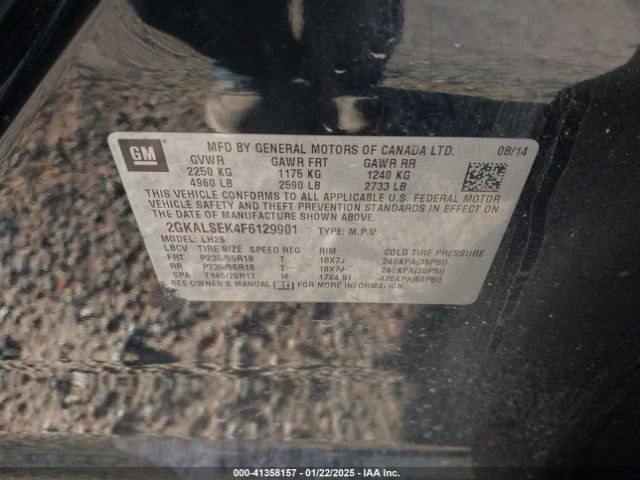 GM
MFD BY GENERAL MOTORS OF CANADA LTD. 08/14
GVWR GAWR FRT GAWR RR
2250 KG 1175 KG 1240 KG
4960 LB 2590 LB 2733 LB
THIS VEHICLE CONFORMS TO ALL APPLICABLE U.S. FEDERAL MOTOR
VEHICLE SAFETY AND THEFT PREVENTION STANDARDS IN EFFECT ON
THE DATE OF MANUFACTURE SHOWN ABOVE.
2GKALSEK4F6129901 TYPE: M.P.V.
MODEL: LH26
LBCV TIRE SIZE SPEED RTG RIM COLD TIRE PRESSURE
FRT P235/55R18 T- 18X7J 240KPA(35PSI)
RR P235/55R18 T- 18X7J 240KPA(35PSI)
SPA T145/70R17 M 17X4.5T 420KPA(60PSI)
SEE OWNER'S MANUAL FOR MORE INFORMATION
000-41358157 - 01/22/2025 - IAA Inc.